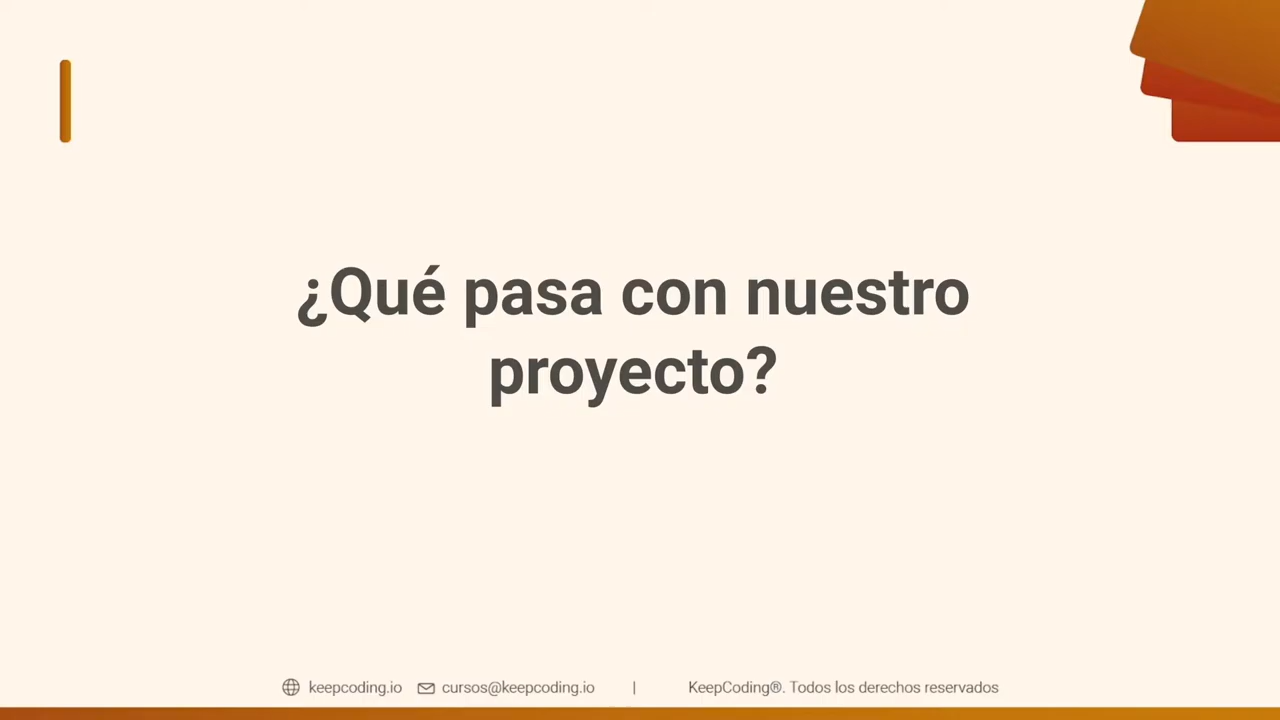 ¿Qué pasa con nuestro
proyecto?
keepcoding.io cursos@keepcoding.io | KeepCoding®. Todos los derechos reservados